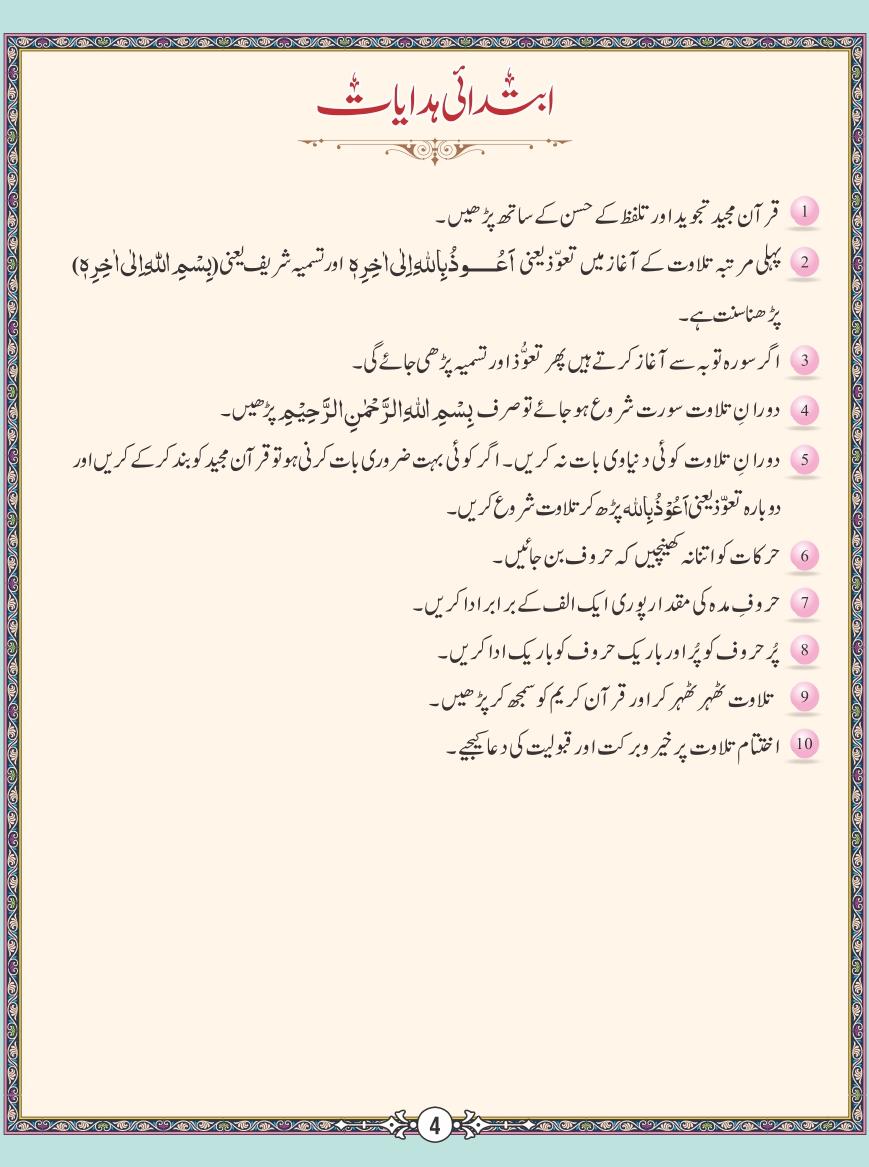 ابتدائی ہدایات
1 قرآن مجید تجوید اور تلفظ کے حسن کے ساتھ پڑھیں۔
2 پہلی مرتبہ تلاوت کے آغاز میں تعوّذ یعنی اَعُــــوذُ بِاللہِ اِلٰی اٰخِرِہٖ اور تسمیہ شریف یعنی (بِسْمِ اللہِ اِلٰی اٰخِرِہٖ)
پڑھنا سنت ہے۔
3 اگر سورہ توبہ سے آغاز کرتے ہیں پھر تعوُّذ اور تسمیہ پڑھی جائے گی۔
4 دورانِ تلاوت سورت شروع ہو جائے تو صرف بِسْمِ اللہِ الرَّحْمٰنِ الرَّحِیْمِ پڑھیں۔
5 دورانِ تلاوت کوئی دنیاوی بات نہ کریں۔ اگر کوئی بہت ضروری بات کرنی ہو تو قرآن مجید کو بند کرکے کریں اور
دوبارہ تعوّذ یعنی اَعُوْذُ بِاللہ پڑھ کر تلاوت شروع کریں۔
6 حرکات کو اتنا نہ کھینچیں کہ حروف بن جائیں۔
7 حروفِ مدہ کی مقدار پوری ایک الف کے برابر ادا کریں۔
8 پُر حروف کو پُر اور باریک حروف کو باریک ادا کریں۔
9 تلاوت ٹھہر ٹھہر کر اور قرآن کریم کو سمجھ کر پڑھیں۔
10 اختتام تلاوت پر خیر و برکت اور قبولیت کی دعا کیجیے۔
4